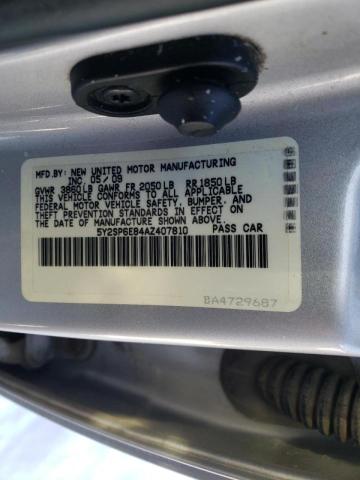 MFD.BY: NEW UNITED MOTOR MANUFACTURING
INC. 05/09
GVWR 3860LB GAWR FR 2050LB RR 1850LB
THIS VEHICLE CONFORMS TO ALL APPLICABLE
FEDERAL MOTOR VEHICLE SAFETY, BUMPER, AND
THEFT PREVENTION STANDARDS IN EFFECT ON
THE DATE OF MANUFACTURE SHOWN ABOVE.
5Y2SP6E84AZ407810 PASS CAR
BA4729687